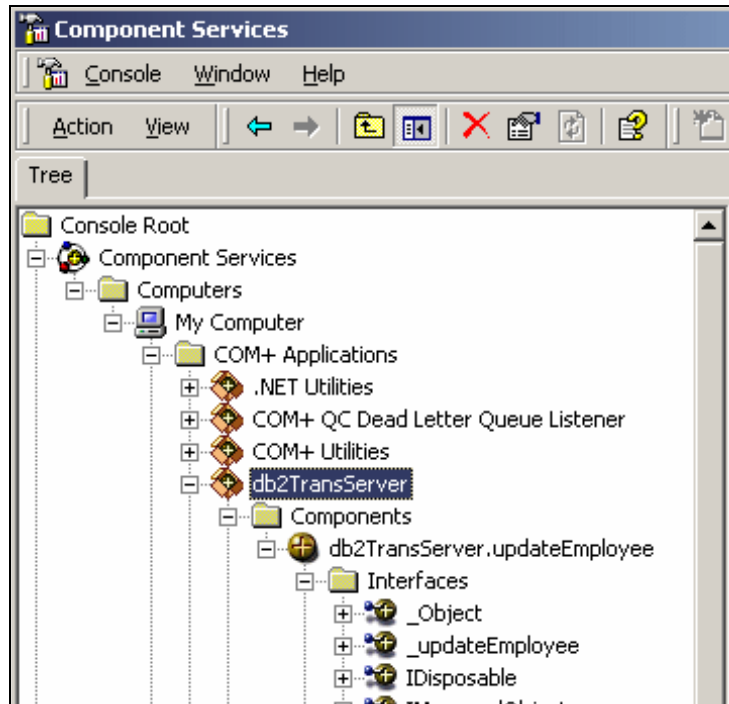 Component Services
Console Window Help
Action View
Tree
Console Root
Component Services
Computers
My Computer
COM+ Applications
.NET Utilities
COM+ QC Dead Letter Queue Listener
COM+ Utilities
db2TransServer
Components
db2TransServer.updateEmployee
Interfaces
_Object
_updateEmployee
IDisposable